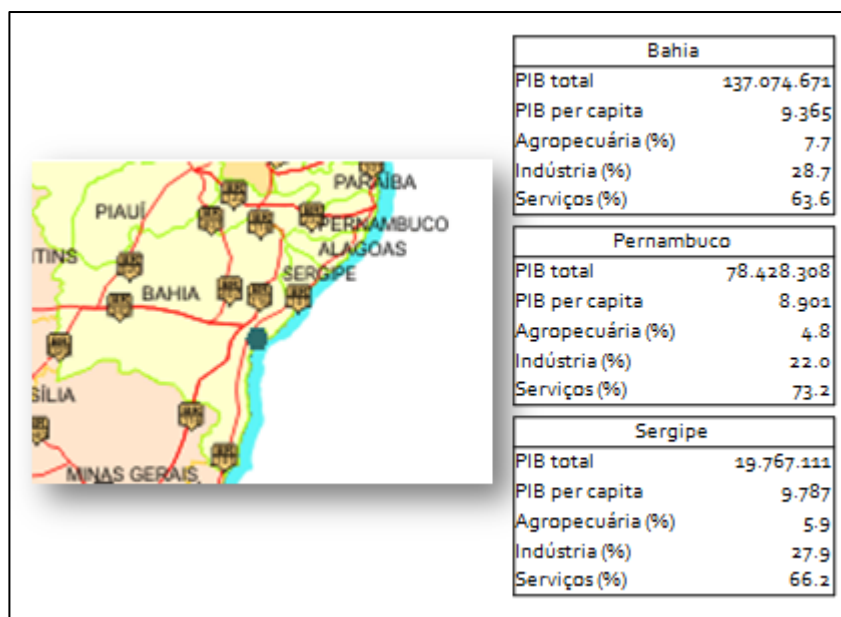 PARAÍBA
PIAUÍ
PERNAMBUCO
ALAGOAS
TINS
SERGIPE
BAHIA
SÍLIA
MINAS GERAIS
Bahia
PIB total 137.074.671
PIB per capita 9.365
Agropecuária (%) 7.7
Indústria (%) 28.7
Serviços (%) 63.6
Pernambuco
PIB total 78.428.308
PIB per capita 8.901
Agropecuária (%) 4.8
Indústria (%) 22.0
Serviços (%) 73.2
Sergipe
PIB total 19.767.111
PIB per capita 9.787
Agropecuária (%) 5.9
Indústria (%) 27.9
Serviços (%) 66.2